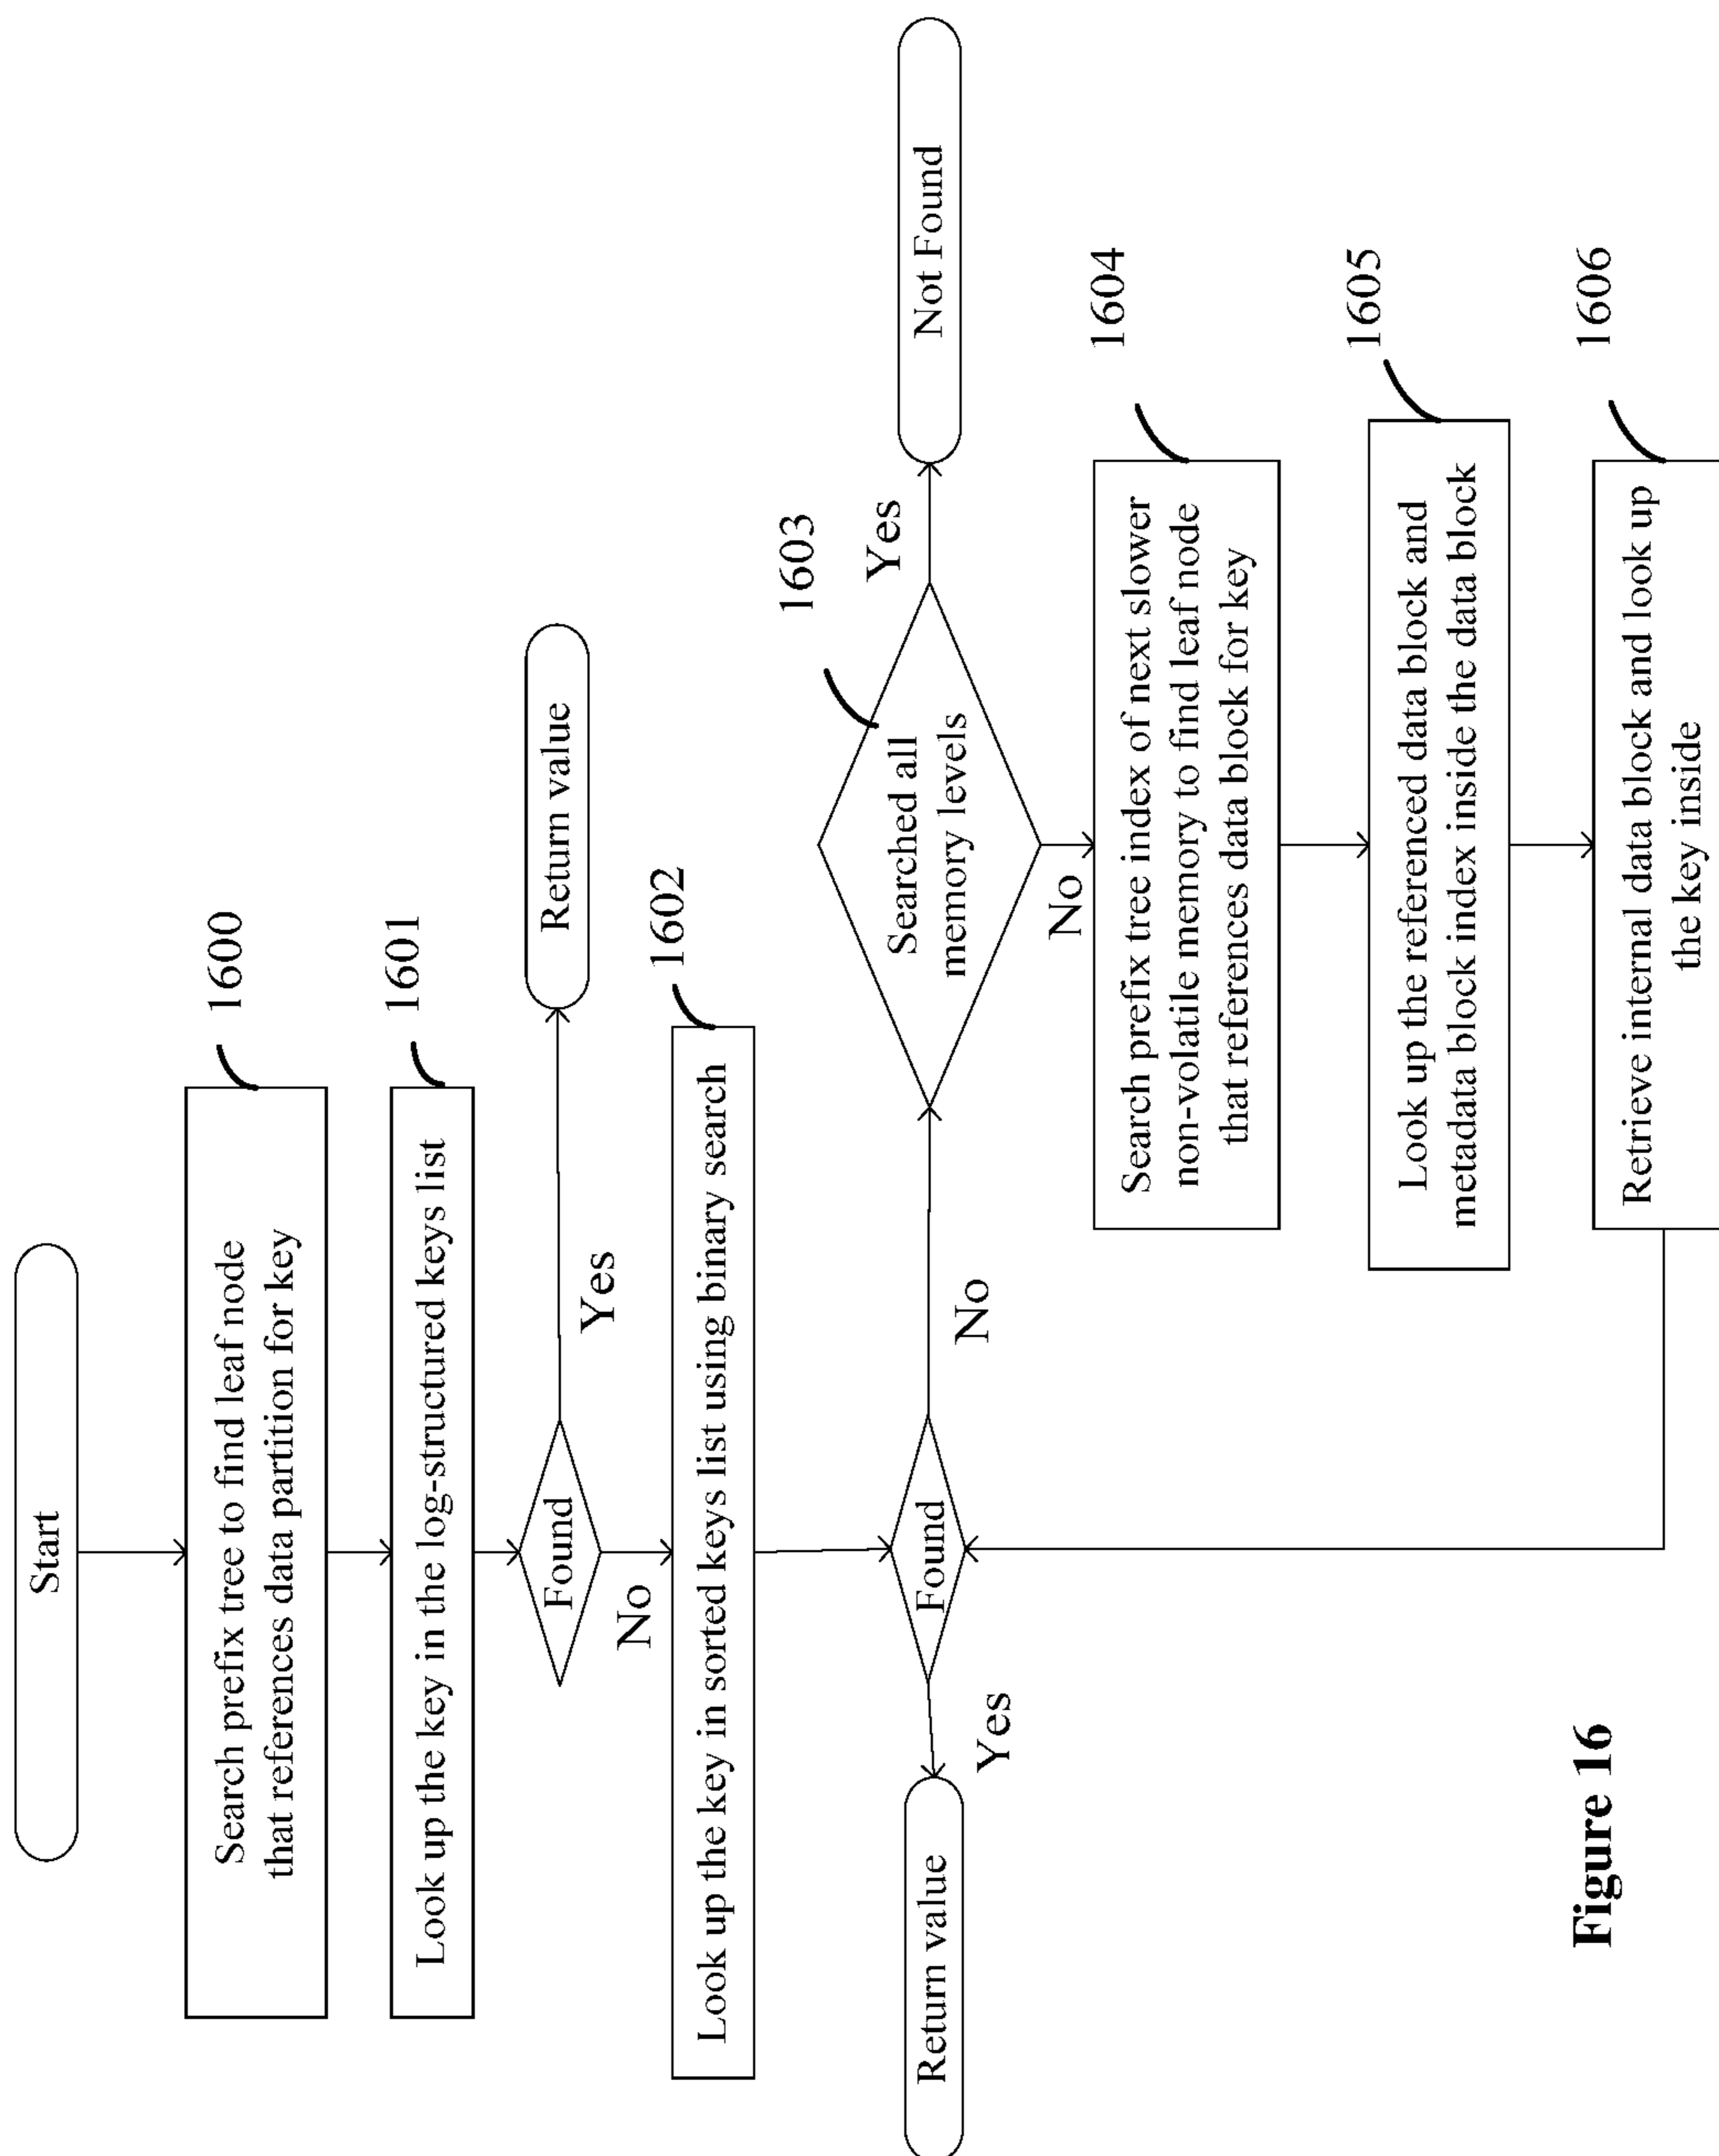 Start
1600
Search prefix tree to find leaf node
that references data partition for key
1601
Look up the key in the log-structured keys list
Found
Yes
Return value
No
1602
Look up the key in sorted keys list using binary search
Found
Yes
Return value
No
1603
Searched all
memory levels
Yes
Not Found
No
1604
Search prefix tree index of next slower
non-volatile memory to find leaf node
that references data block for key
1605
Look up the referenced data block and
metadata block index inside the data block
1606
Retrieve internal data block and look up
the key inside
Figure 16